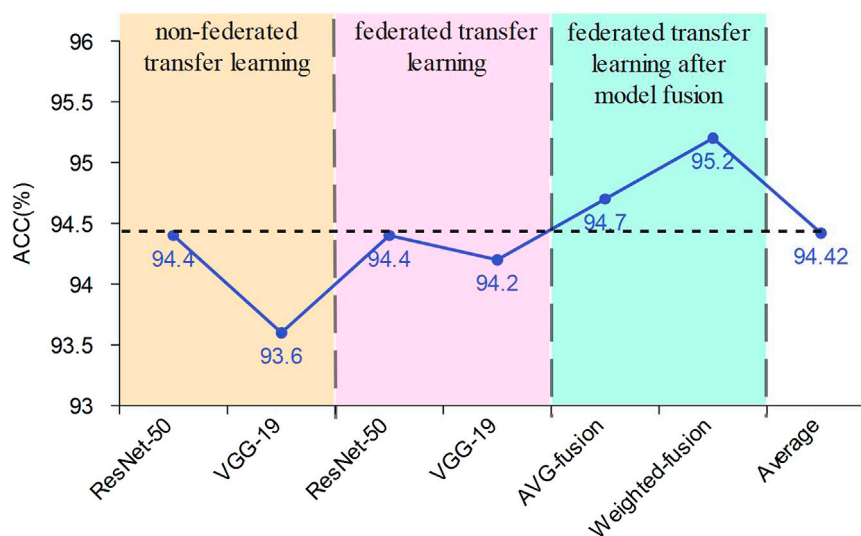 non-federated
transfer learning
federated transfer
learning
federated transfer
learning after
model fusion
96
95.5
95
94.5
94
93.5
93
ACC(%)
94.4
93.6
94.4
94.2
94.7
95.2
94.42
ResNet-50
VGG-19
ResNet-50
VGG-19
AVG-fusion
Weighted-fusion
Average